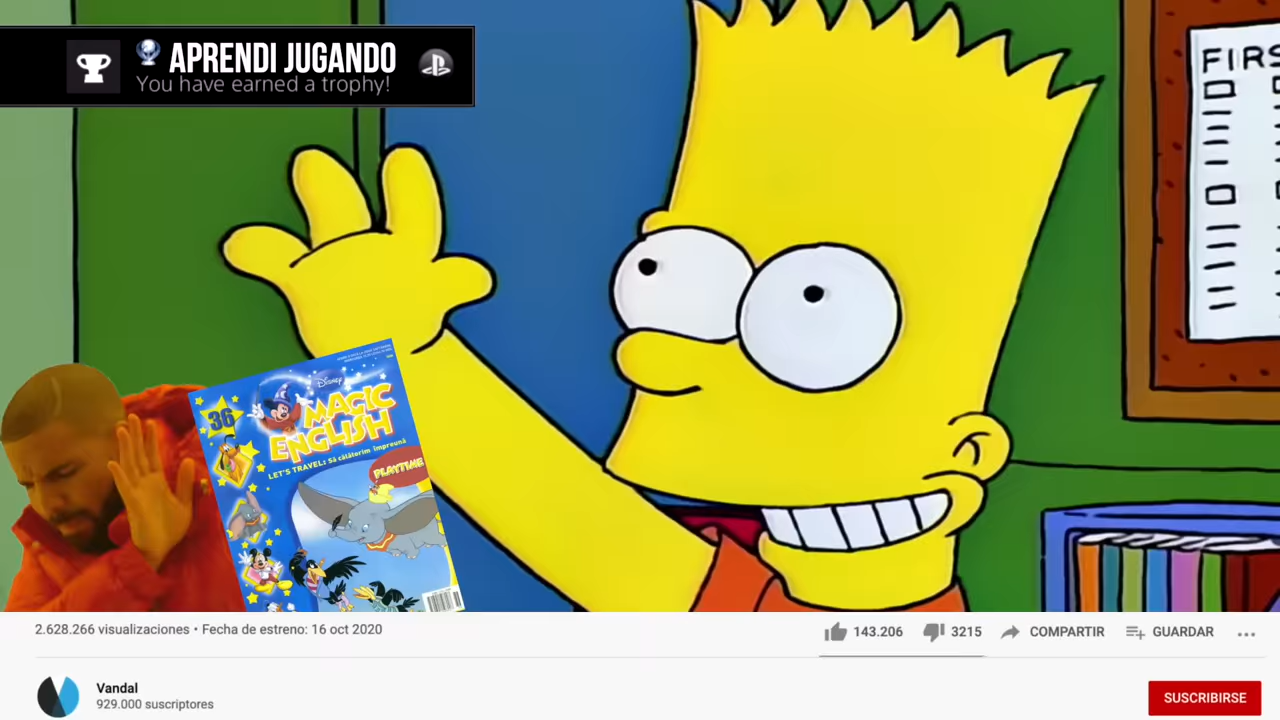 APRENDI JUGANDO
You have earned a trophy!
FIRS
36
Disney
MAGIC
ENGLISH
LET'S TRAVEL: Să călătorim împreună
PLAYTIME
2.628.266 visualizaciones • Fecha de estreno: 16 oct 2020
143.206
3215
COMPARTIR
GUARDAR
Vandal
929.000 suscriptores
SUSCRIBIRSE